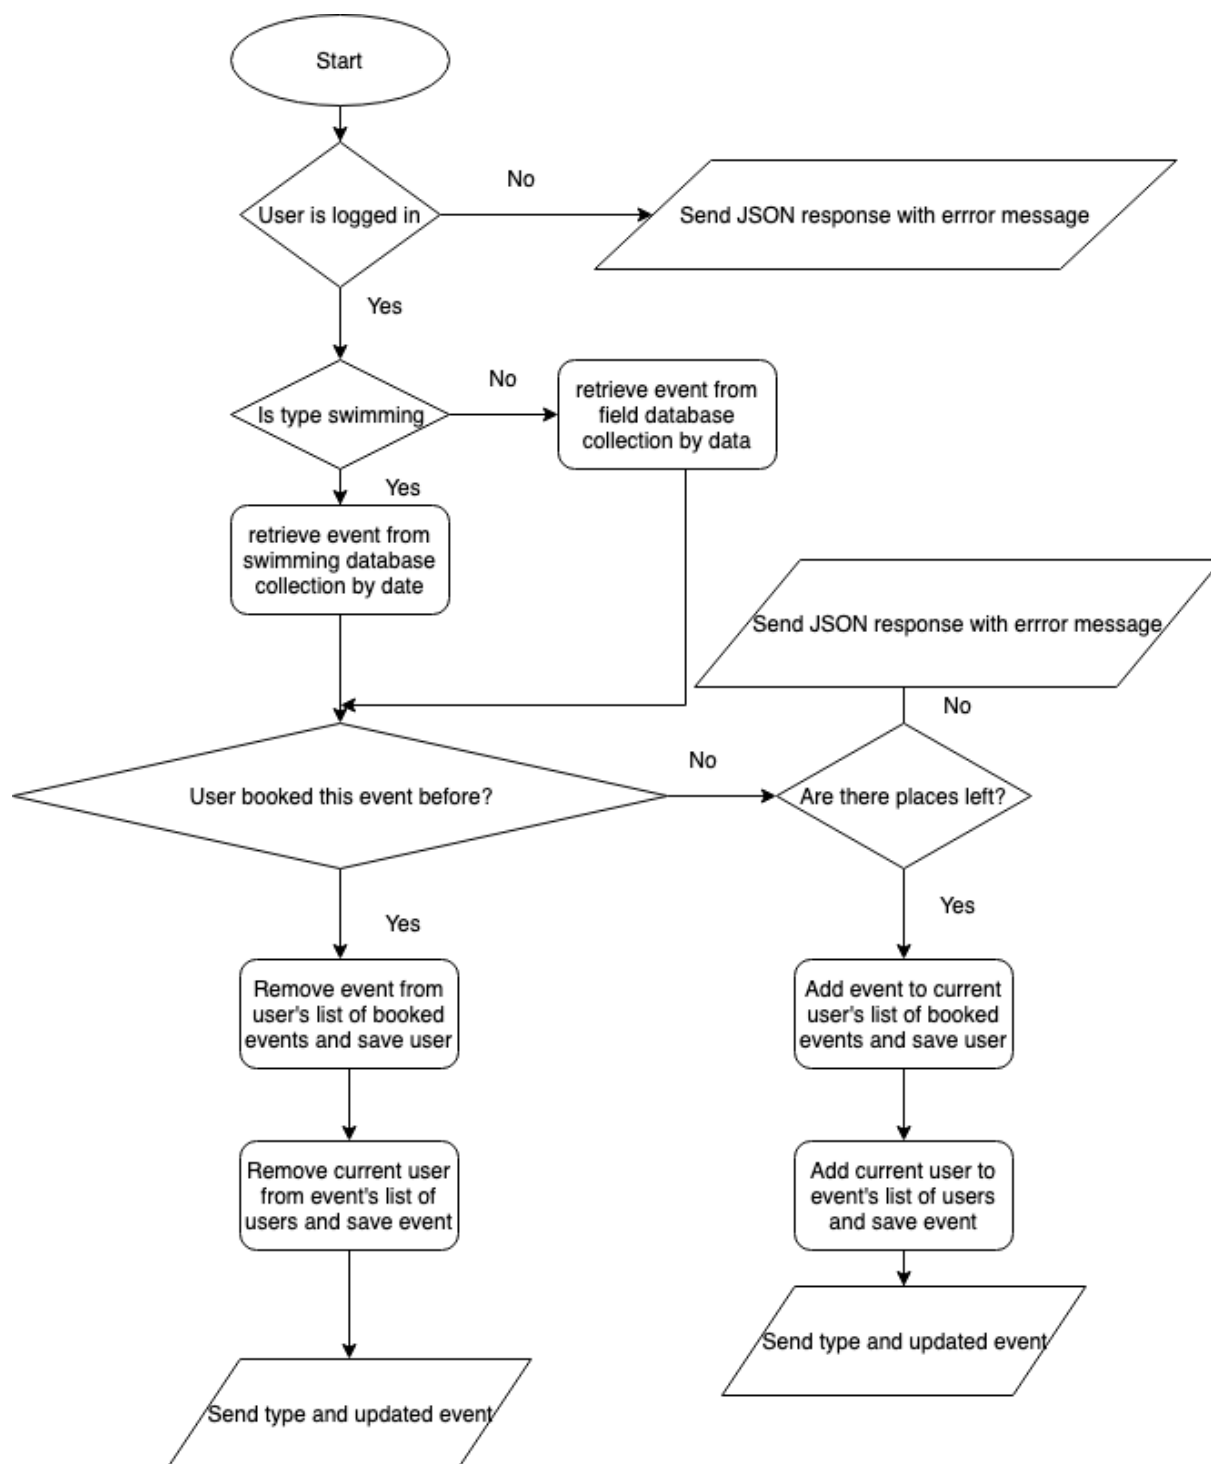 Start
User is logged in
No
Send JSON response with errror message
Yes
Is type swimming
No
retrieve event from
field database
collection by data
Yes
retrieve event from
swimming database
collection by date
Send JSON response with errror message
No
User booked this event before?
No
Are there places left?
Yes
Yes
Remove event from
user's list of booked
events and save user
Add event to current
user's list of booked
events and save user
Remove current user
from event's list of
users and save event
Add current user to
event's list of users
and save event
Send type and updated event
Send type and updated event